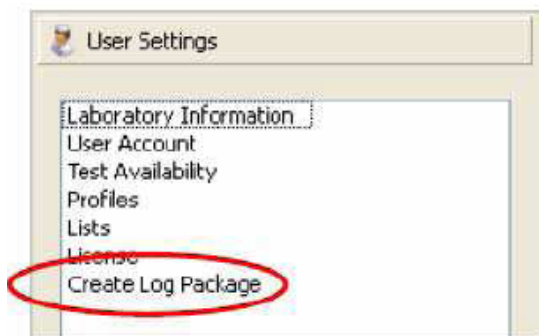 User Settings
Laboratory Information
User Account
Test Availability
Profiles
Lists
License
Create Log Package